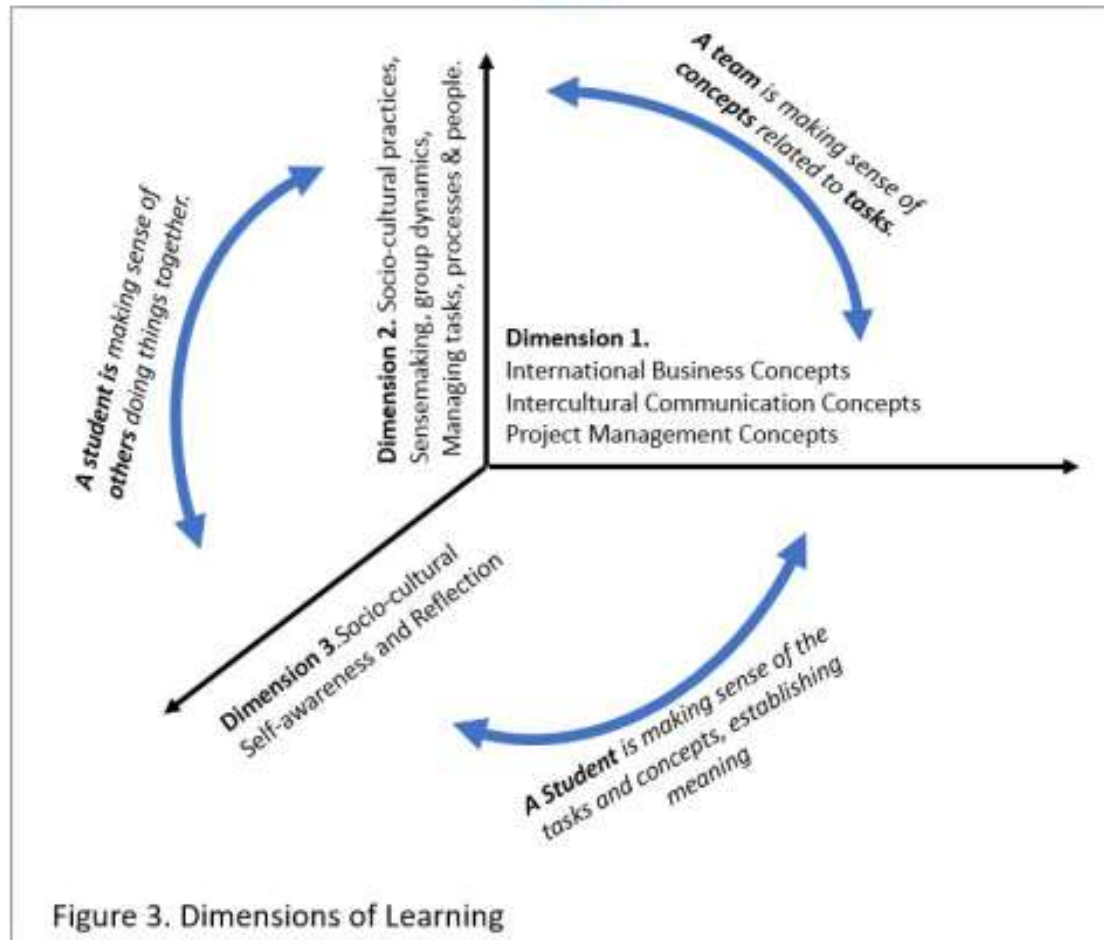 A team is making sense of
concepts related to tasks.
Dimension 2. Socio-cultural practices,
Sensemaking, group dynamics,
Managing tasks, processes & people.
A student is making sense of
others doing things together.
Dimension 1.
International Business Concepts
Intercultural Communication Concepts
Project Management Concepts
Dimension 3.Socio-cultural
Self-awareness and Reflection
A Student is making sense of the
tasks and concepts, establishing
meaning
Figure 3. Dimensions of Learning